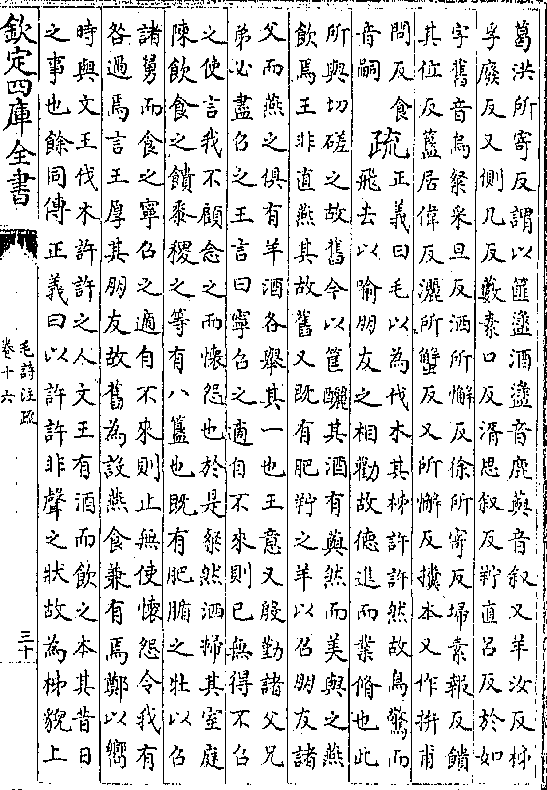 葛洪所寄反謂以篚盪酒盪音鹿藇音叙又羊汝反柹
孚廢反又側几反藪素口反湑思叙反羜直呂反於如
字舊音烏粲采旦反洒所懈反徐所寄反埽素報反饋
其位反簋居偉反灑所蟹反又所懈反㩴本又作拚甫
問反食
音嗣 疏 正義曰毛以為伐木其柹許許然故鳥驚而
飛去以喻朋友之相勸故德進而業脩也此
所與切磋之故舊今以筐釃其酒有藇然而美與之燕
飲焉王非直燕其故舊又既有肥羜之羊以召朋友諸
父而燕之俱有羊酒各舉其一也王意又殷勤諸父兄
弟必盡召之王言曰寧召之適自不來則已無得不召
之使言我不顧念之而懷怨也於是粲然洒埽其室庭
陳飲食之饋黍稷之等有八簋也既有肥腯之牡以召
諸舅而食之寧召之適自不來則止無使懷怨令我有
咎過焉言王厚其朋友故舊為設燕食兼有焉鄭以嚮
時與文王伐木許許之人文王有酒而飲之本其昔日
之事也餘同傳正義曰以許許非聲之狀故為柹貌上
欽定四庫全書
毛詩注疏
卷十六
三十